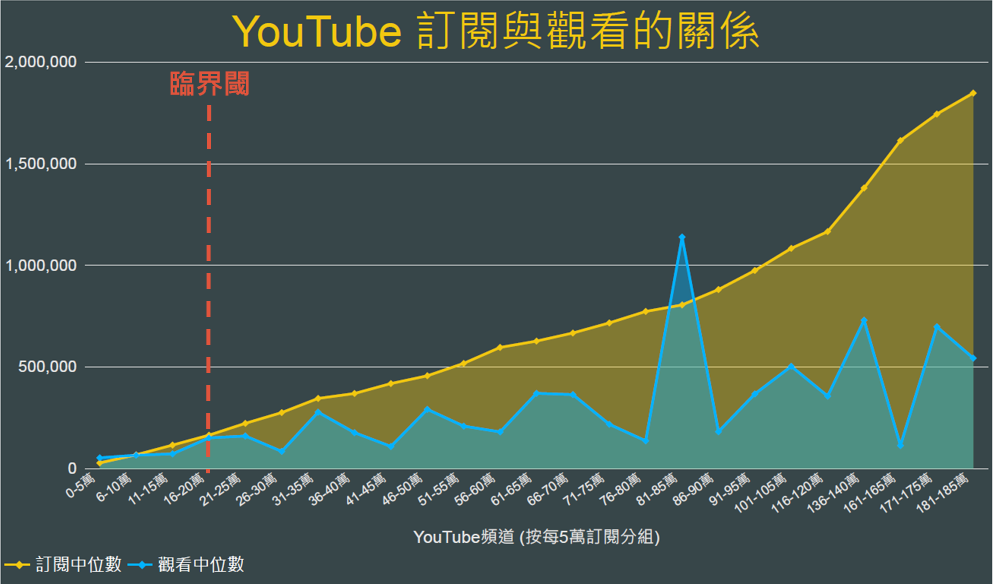 YouTube 訂閱與觀看的關係
臨界閾
2,000,000
1,500,000
1,000,000
500,000
0
0-5萬
6-10萬
11-15萬
16-20萬
21-25萬
26-30萬
31-35萬
36-40萬
41-45萬
46-50萬
51-55萬
56-60萬
61-65萬
66-70萬
71-75萬
76-80萬
81-85萬
86-90萬
91-95萬
101-105萬
116-120萬
136-140萬
161-165萬
171-175萬
181-185萬
YouTube頻道 (按每5萬訂閱分組)
訂閱中位數 觀看中位數